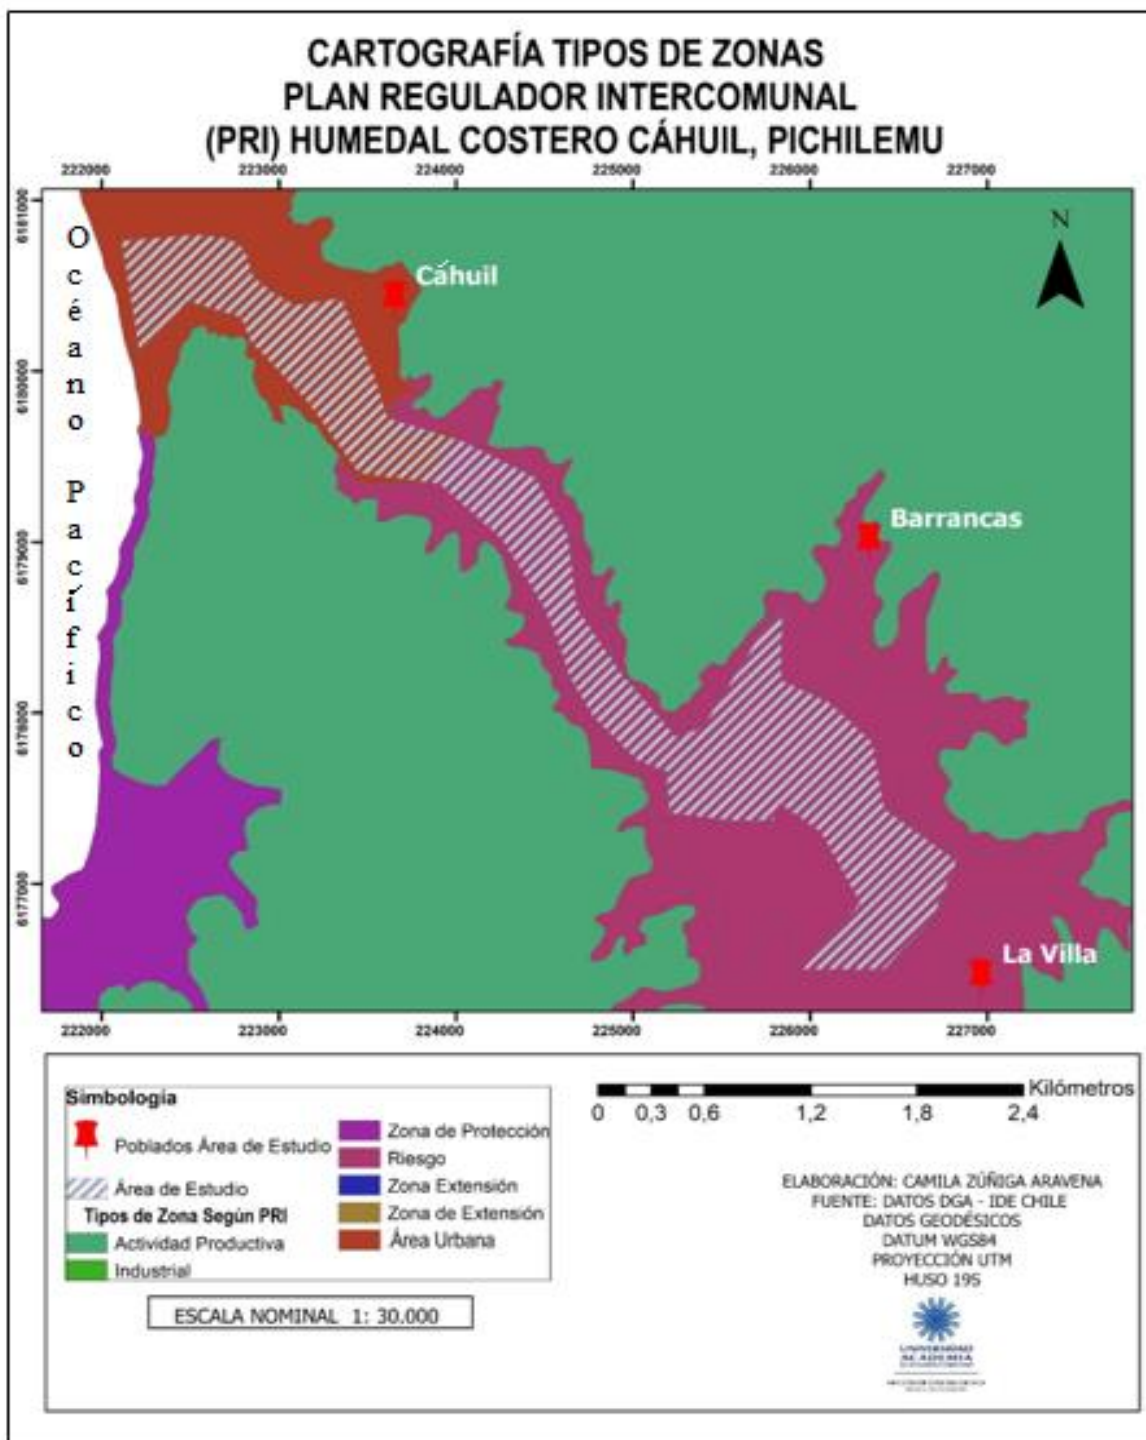 CARTOGRAFÍA TIPOS DE ZONAS
PLAN REGULADOR INTERCOMUNAL
(PRI) HUMEDAL COSTERO CÁHUIL, PICHILEMU
222000 223000 224000 225000 226000 227000
6181000
6180000
6179000
6178000
6177000
Océano Pacífico
N
Cáhuil
Barrancas
La Villa
222000 223000 224000 225000 226000 227000
Simbología
Poblados Área de Estudio
Área de Estudio
Tipos de Zona Según PRI
Actividad Productiva
Industrial
Zona de Protección
Riesgo
Zona Extensión
Zona de Extensión
Área Urbana
ESCALA NOMINAL 1: 30.000
Kilómetros
0 0,3 0,6 1,2 1,8 2,4
ELABORACIÓN: CAMILA ZÚÑIGA ARAVENA
FUENTE: DATOS DGA - IDE CHILE
DATOS GEODÉSICOS
DATUM WGS84
PROYECCIÓN UTM
HUSO 19S
UNIVERSIDAD
ACADEMIA